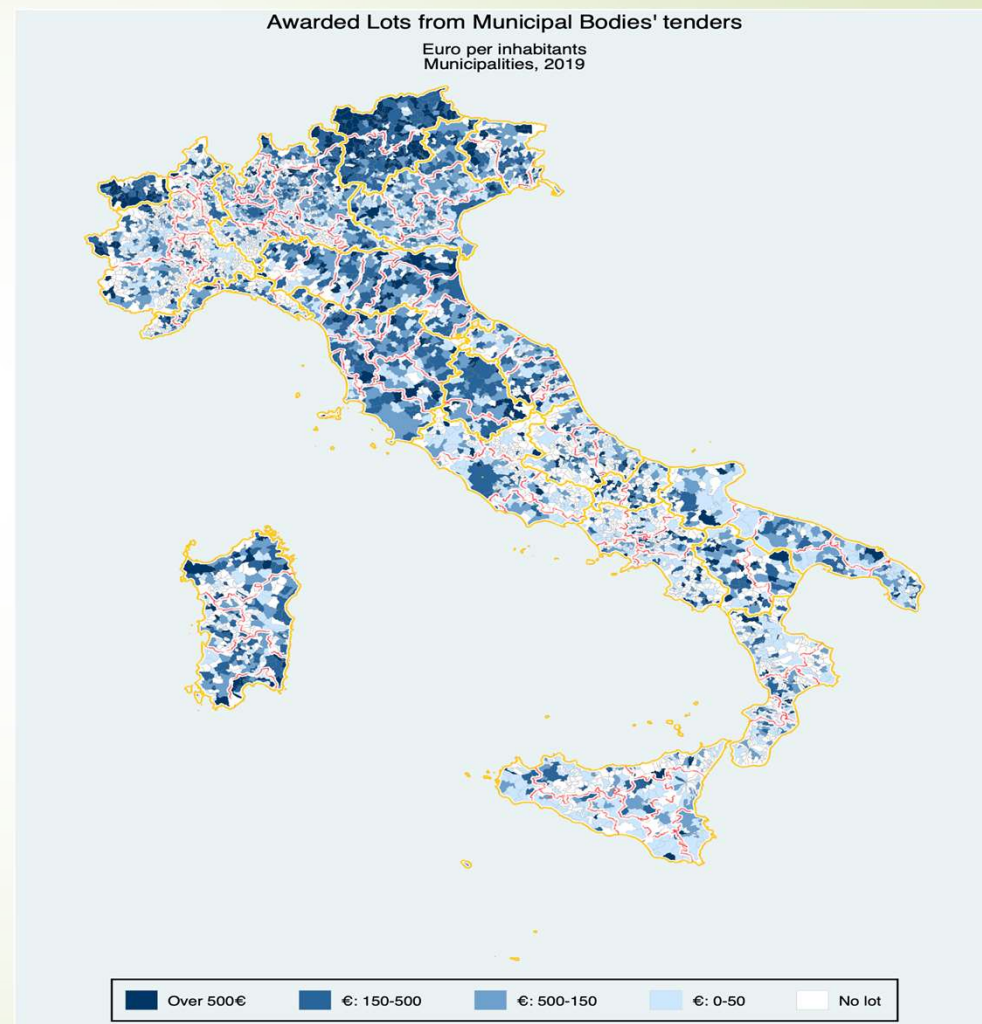 Awarded Lots from Municipal Bodies' tenders
Euro per inhabitants
Municipalities, 2019
Over 500€ €: 150-500 €: 500-150 €: 0-50 No lot